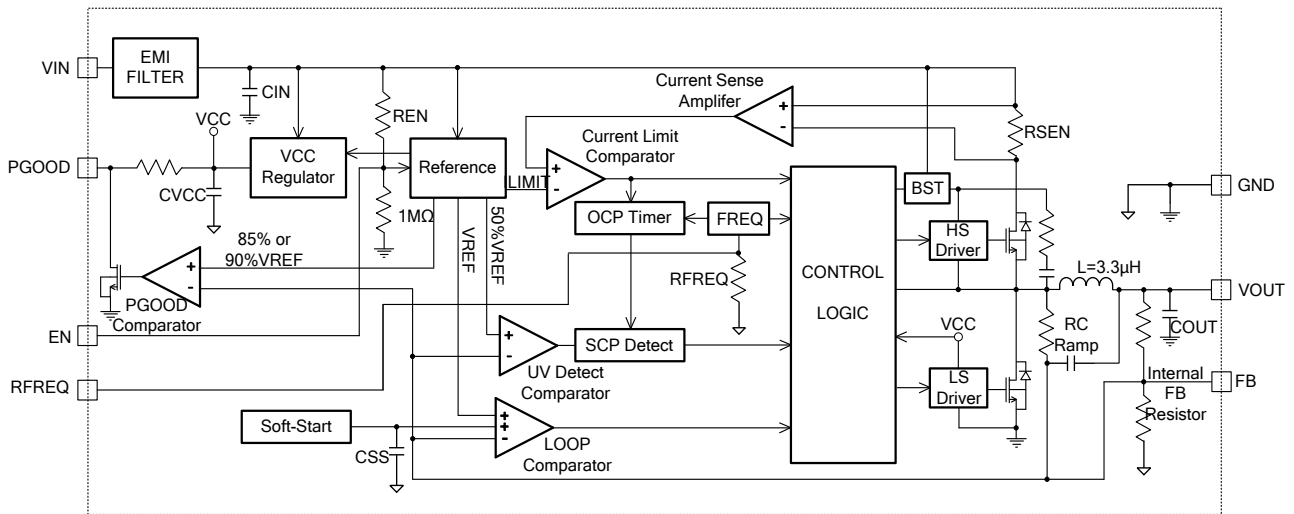 EMI
FILTER
VIN
CIN
VCC
REN
Current Sense
Amplifer
RSEN
Current Limit
Comparator
PGOOD
VCC
Regulator
Reference
ILIMIT
CVCC
1MΩ
OCP Timer
FREQ
BST
GND
HS
Driver
85% or
90%VREF
VREF
50%VREF
RFREQ
CONTROL
LOGIC
L=3.3µH
VOUT
PGOOD
Comparator
EN
RFREQ
UV Detect
Comparator
SCP Detect
VCC
LS
Driver
RC
Ramp
COUT
Internal
FB
Resistor
FB
Soft-Start
CSS
LOOP
Comparator